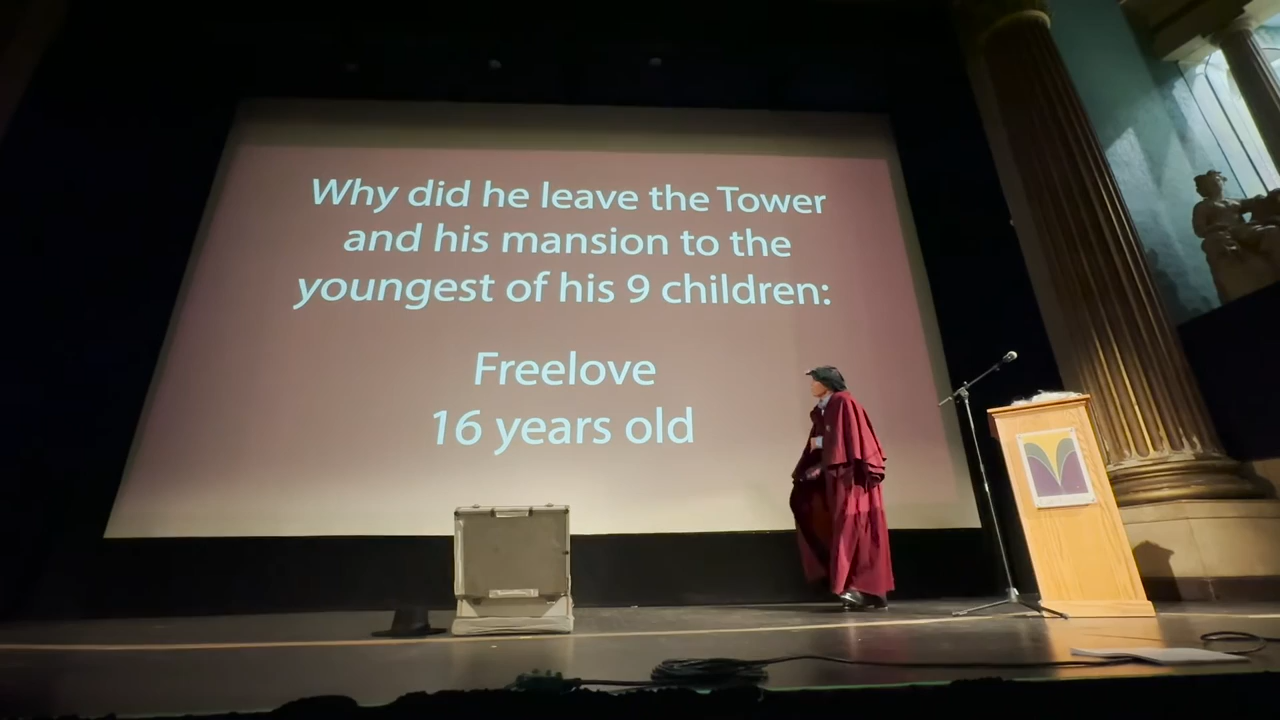 Why did he leave the Tower
and his mansion to the
youngest of his 9 children:
Freelove
16 years old